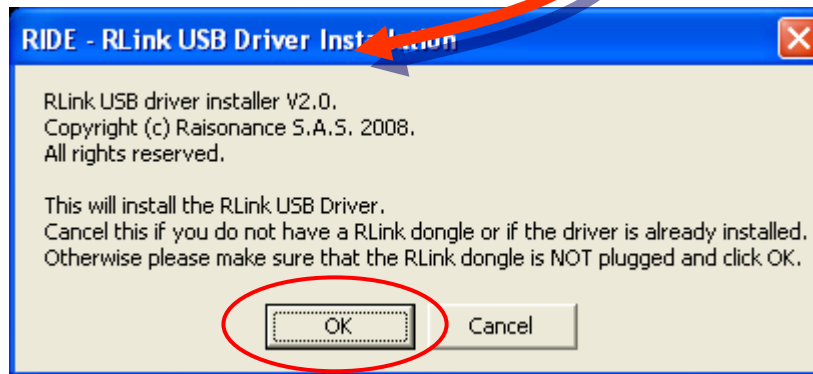 RIDE - RLink USB Driver Installation
RLink USB driver installer V2.0.
Copyright (c) Raisonance S.A.S. 2008.
All rights reserved.
This will install the RLink USB Driver.
Cancel this if you do not have a RLink dongle or if the driver is already installed.
Otherwise please make sure that the RLink dongle is NOT plugged and click OK.
OK Cancel